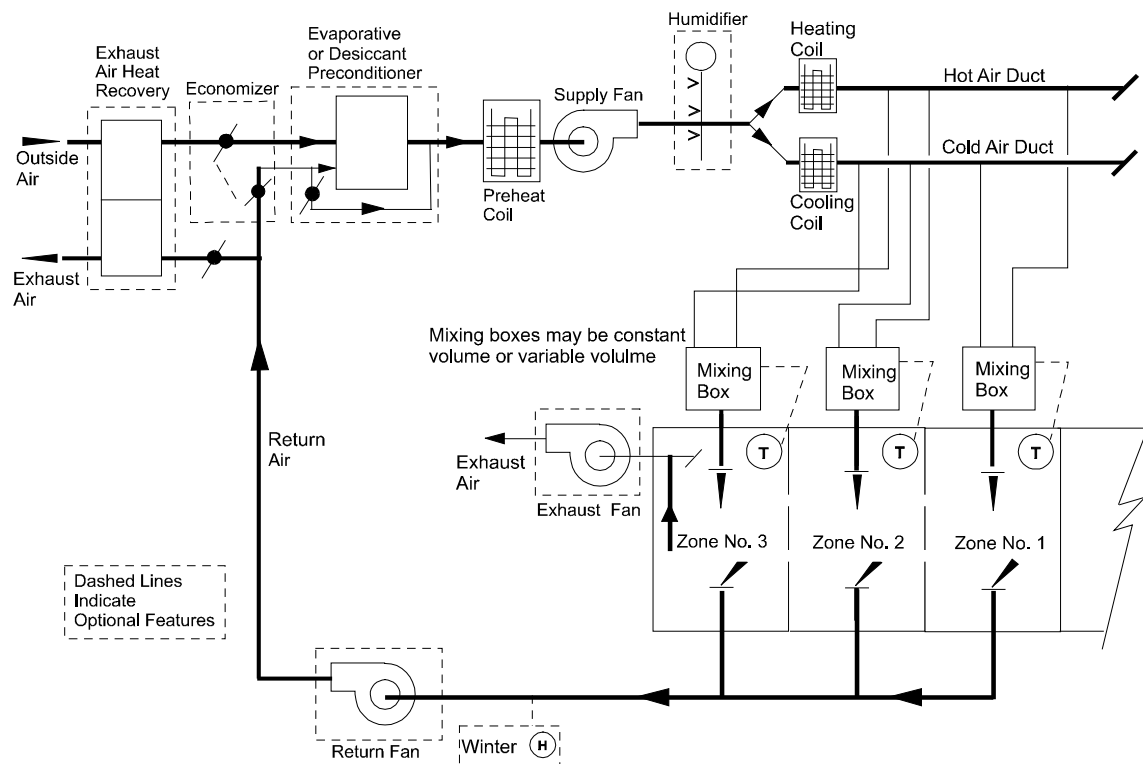 Humidifier
Heating
Coil
Evaporative
or Desiccant
Preconditioner
Exhaust
Air Heat
Recovery
Economizer
Supply Fan
Hot Air Duct
Outside
Air
Cold Air Duct
Preheat
Coil
Cooling
Coil
Exhaust
Air
Mixing boxes may be constant
volume or variable volulme
Mixing
Box
Mixing
Box
Mixing
Box
Return
Air
Exhaust
Air
T
T
T
Exhaust Fan
Zone No. 3
Zone No. 2
Zone No. 1
Dashed Lines
Indicate
Optional Features
Return Fan
Winter H